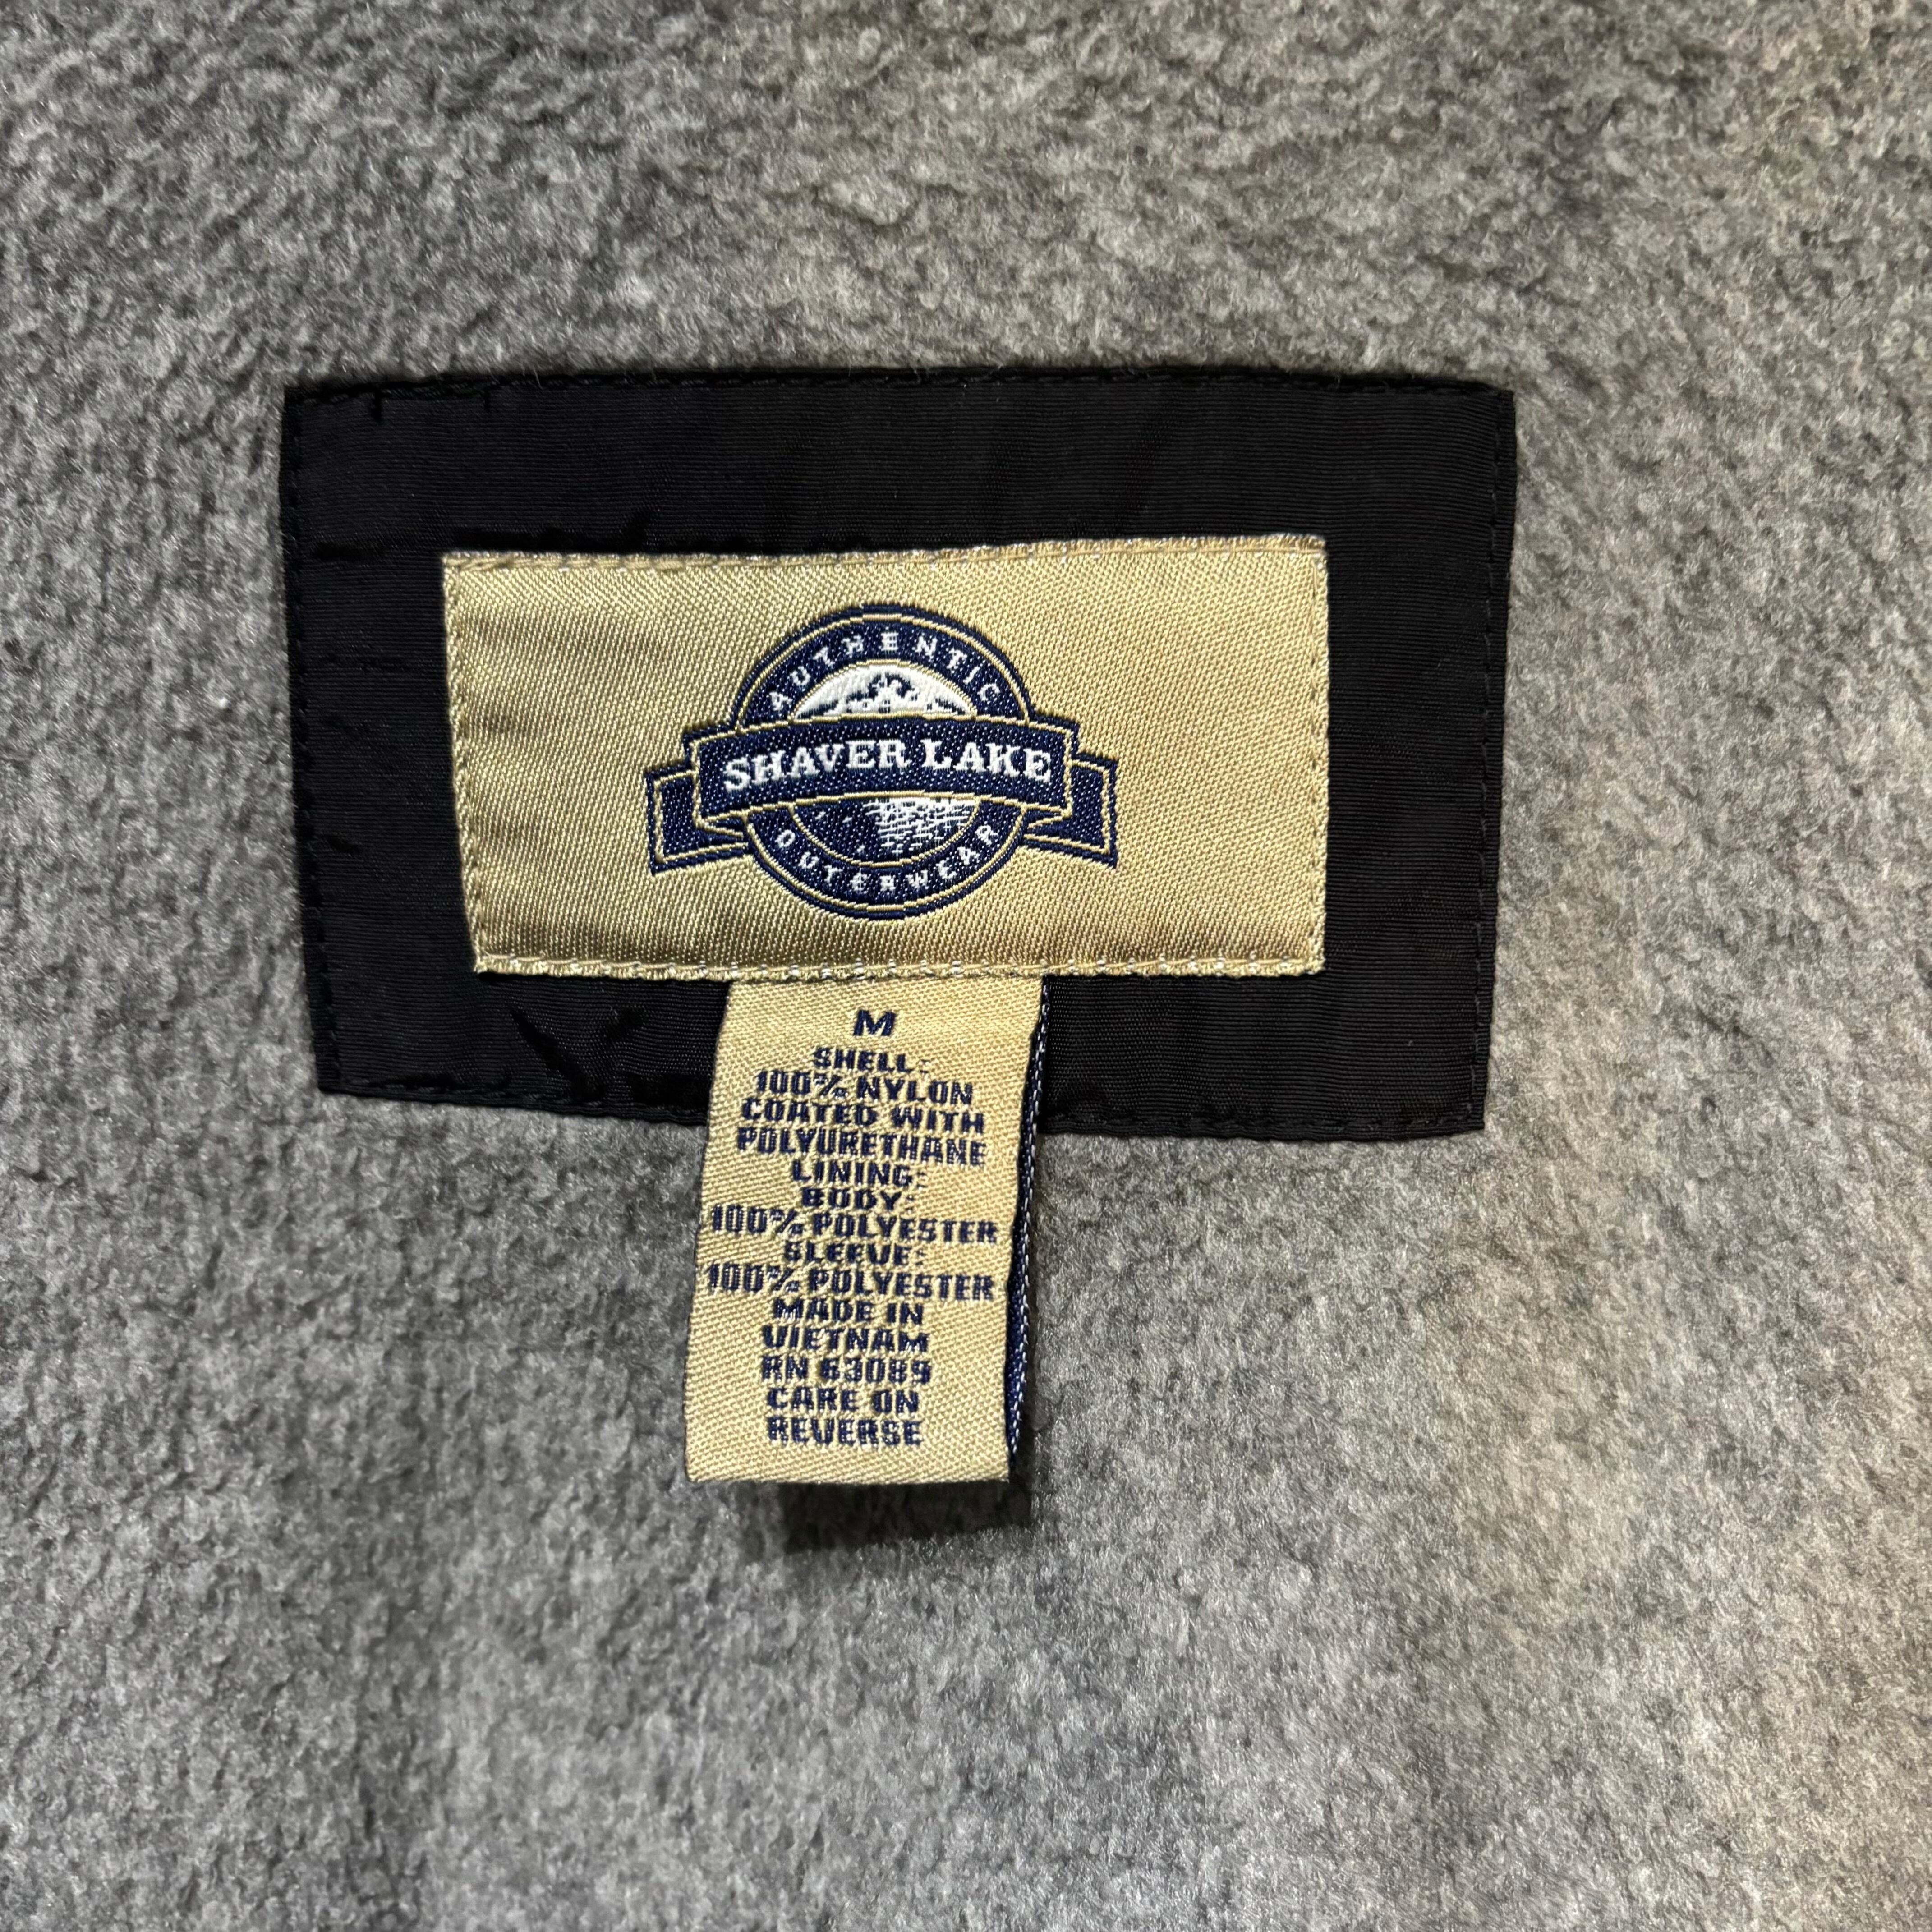 AUTHENTIC
SHAVER LAKE
OUTERWEAR
M
SHELL:
100% NYLON
COATED WITH
POLYURETHANE
LINING:
BODY:
100% POLYESTER
SLEEVE:
100% POLYESTER
MADE IN
VIETNAM
RN 63089
CARE ON
REVERSE